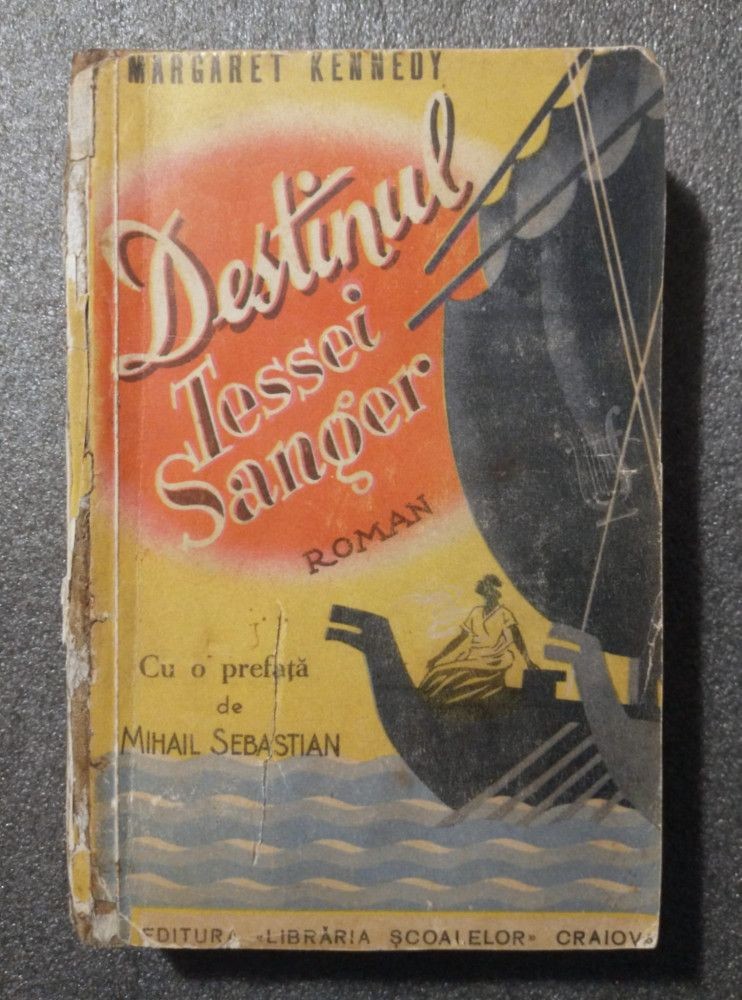 MARGARET KENNEDY
Destinul
Tessei
Sanger
ROMAN
Cu o prefață
de
MIHAIL SEBASTIAN
EDITURA «LIBRĂRIA ȘCOALELOR» CRAIOVA